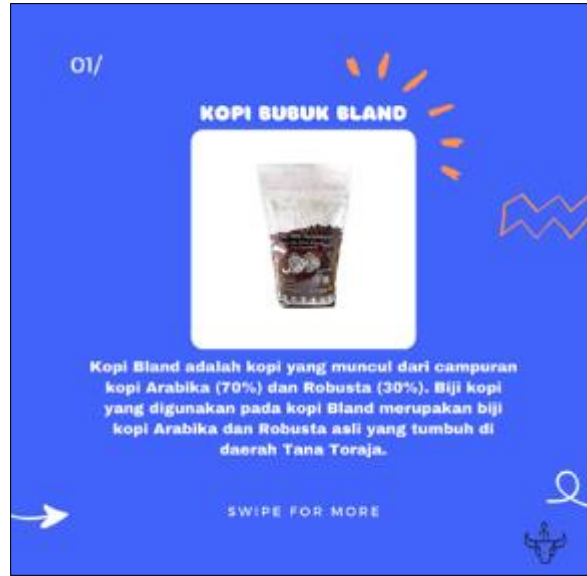 01/
KOPI BUBUK BLAND
Kopi Bland adalah kopi yang muncul dari campuran
kopi Arabika (70%) dan Robusta (30%). Biji kopi
yang digunakan pada kopi Bland merupakan biji
kopi Arabika dan Robusta asli yang tumbuh di
daerah Tana Toraja.
SWIPE FOR MORE